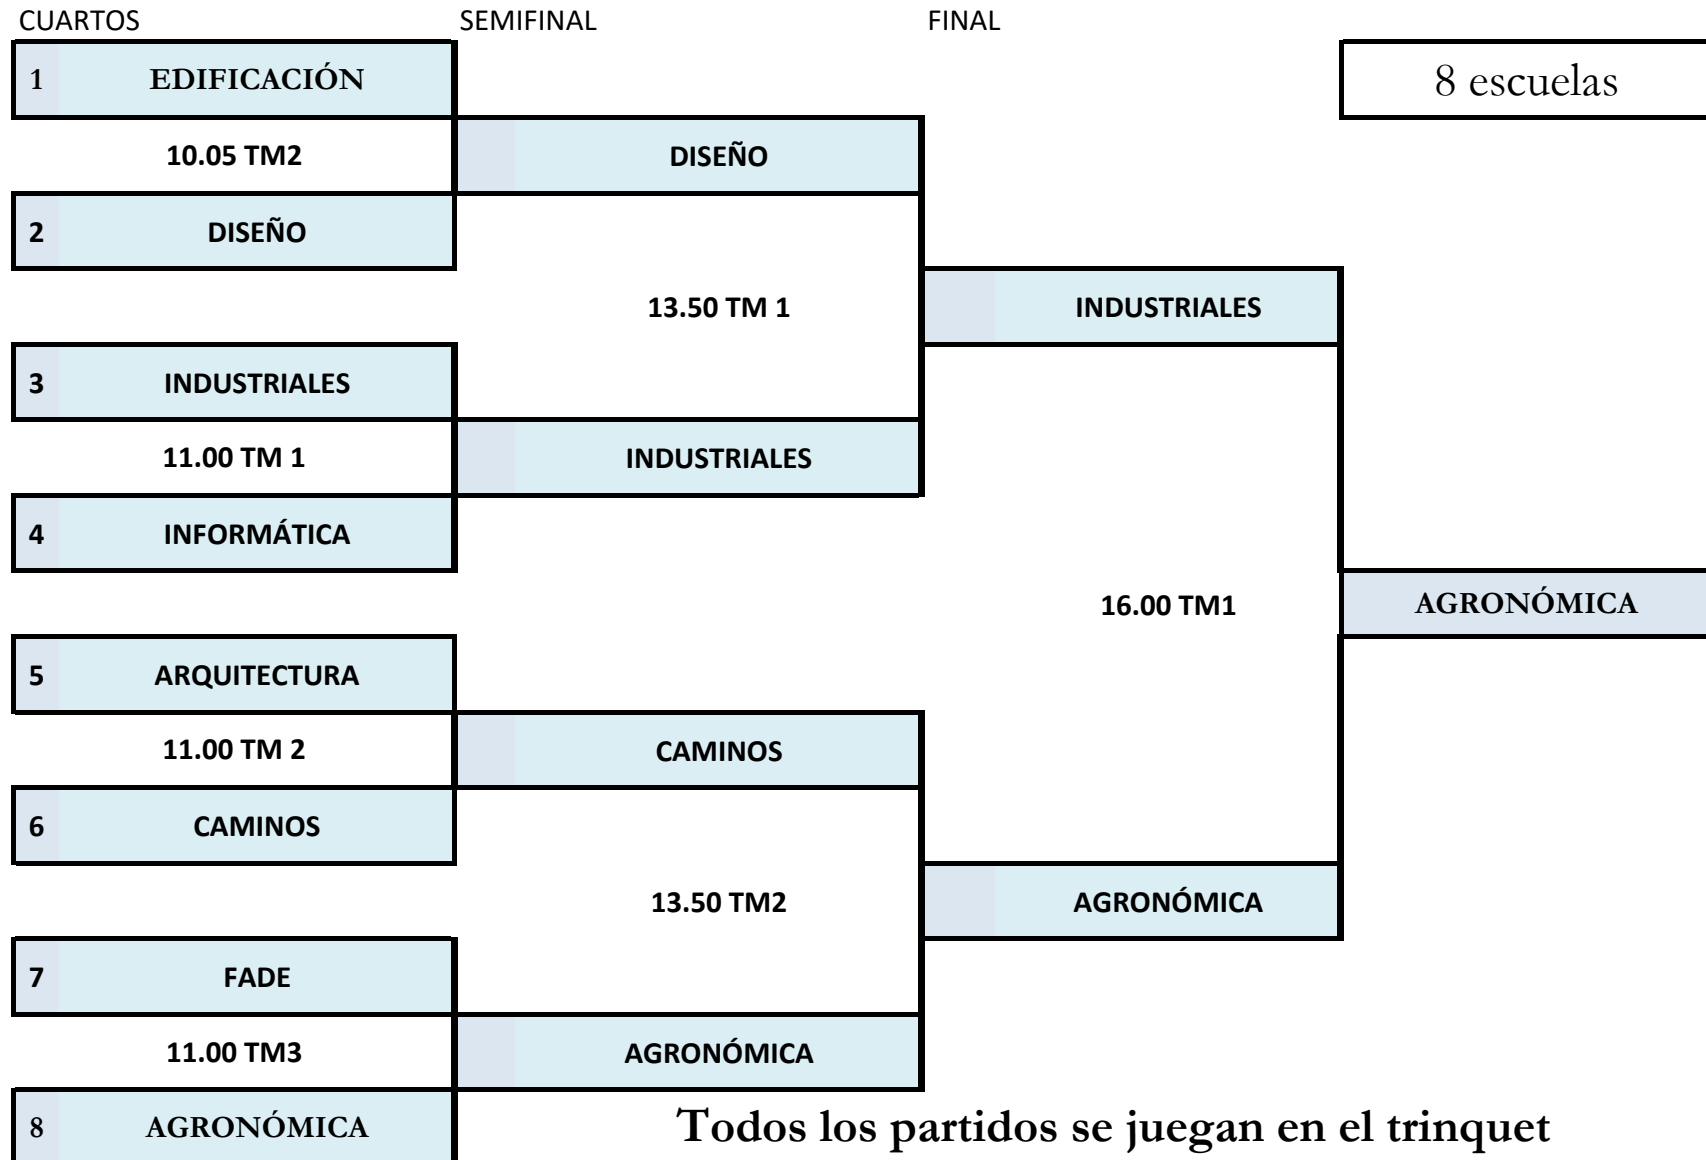 CUARTOS SEMIFINAL FINAL
1 EDIFICACIÓN 8 escuelas
10.05 TM2 DISEÑO
2 DISEÑO
13.50 TM 1 INDUSTRIALES
3 INDUSTRIALES
11.00 TM 1 INDUSTRIALES
4 INFORMÁTICA
16.00 TM1 AGRONÓMICA
5 ARQUITECTURA
11.00 TM 2 CAMINOS
6 CAMINOS
13.50 TM2 AGRONÓMICA
7 FADE
11.00 TM3 AGRONÓMICA
8 AGRONÓMICA Todos los partidos se juegan en el trinquet